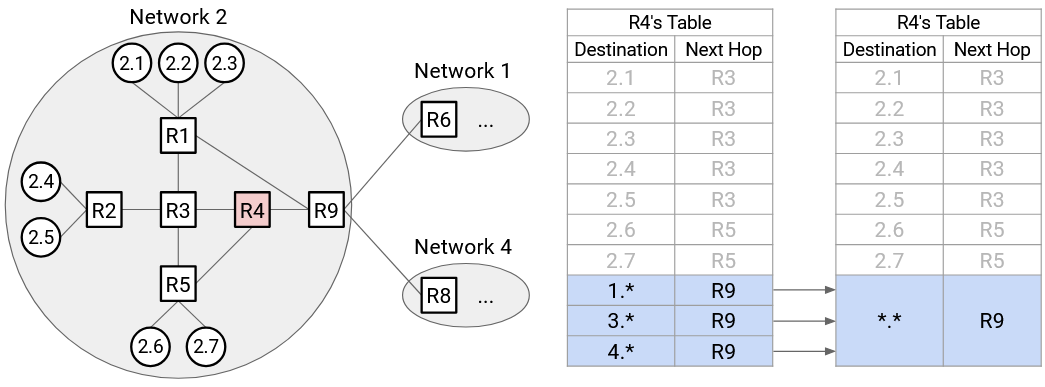 Network 2
2.1 2.2 2.3
Network 1
R6 ...
R1
2.4
2.5
R2 R3 R4 R9
Network 4
R8 ...
R5
2.6 2.7
R4's Table
Destination Next Hop
2.1 R3
2.2 R3
2.3 R3
2.4 R3
2.5 R3
2.6 R5
2.7 R5
1.* R9
3.* R9
4.* R9
R4's Table
Destination Next Hop
2.1 R3
2.2 R3
2.3 R3
2.4 R3
2.5 R3
2.6 R5
2.7 R5
*.* R9